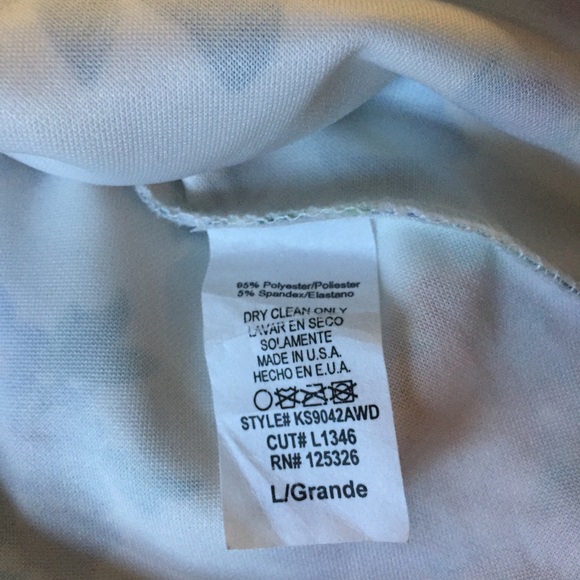 95% Polyester/Poliester
5% Spandex/Elastano
DRY CLEAN ONLY
LAVAR EN SECO
SOLAMENTE
MADE IN U.S.A.
HECHO EN E.U.A.
STYLE# KS9042AWD
CUT# L1346
RN# 125326
L/Grande